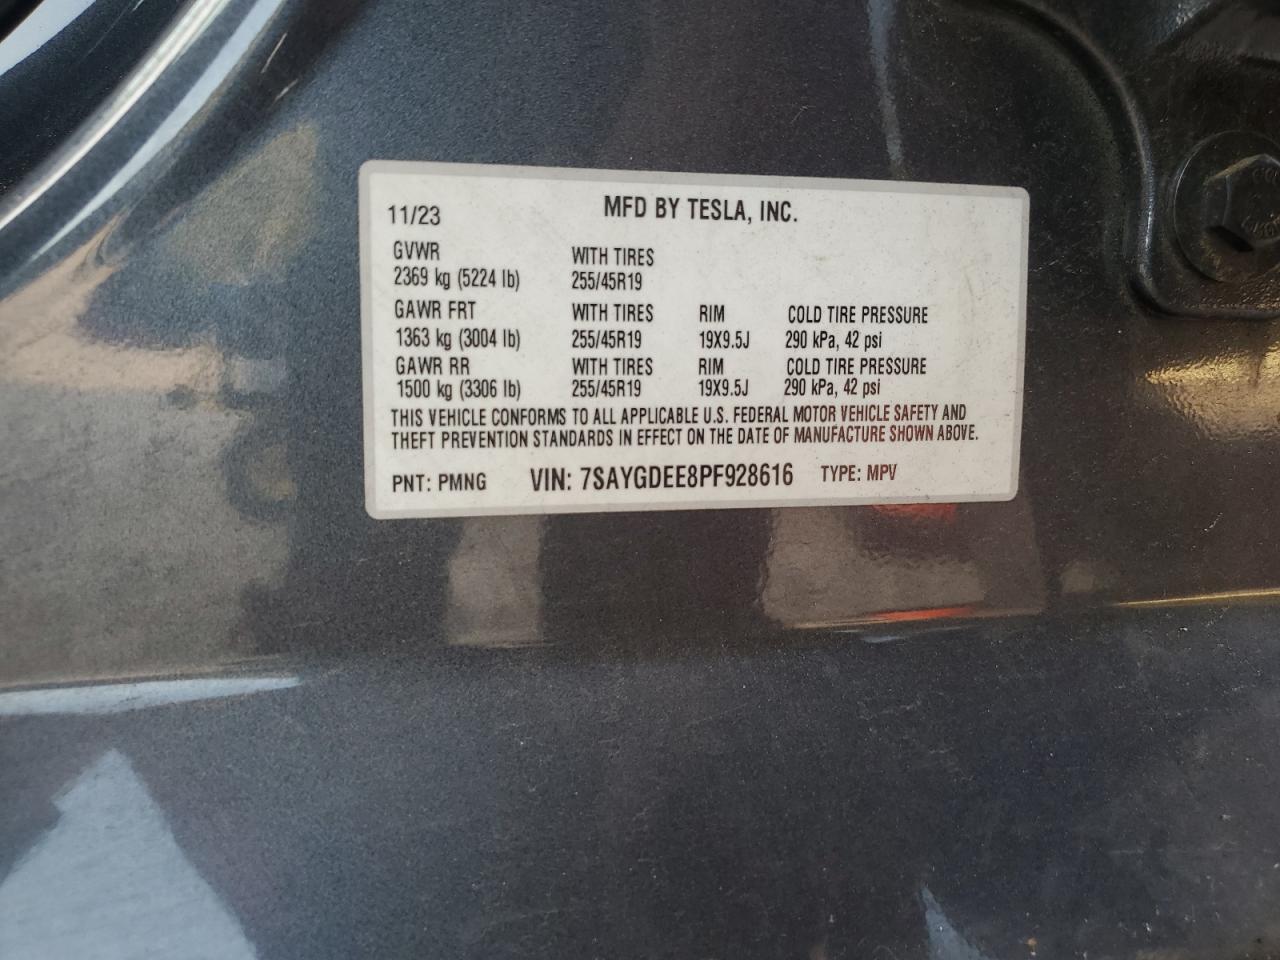 11/23 MFD BY TESLA, INC.
GVWR WITH TIRES
2369 kg (5224 lb) 255/45R19
GAWR FRT WITH TIRES RIM COLD TIRE PRESSURE
1363 kg (3004 lb) 255/45R19 19X9.5J 290 kPa, 42 psi
GAWR RR WITH TIRES RIM COLD TIRE PRESSURE
1500 kg (3306 lb) 255/45R19 19X9.5J 290 kPa, 42 psi
THIS VEHICLE CONFORMS TO ALL APPLICABLE U.S. FEDERAL MOTOR VEHICLE SAFETY AND
THEFT PREVENTION STANDARDS IN EFFECT ON THE DATE OF MANUFACTURE SHOWN ABOVE.
PNT: PMNG VIN: 7SAYGDEE8PF928616 TYPE: MPV